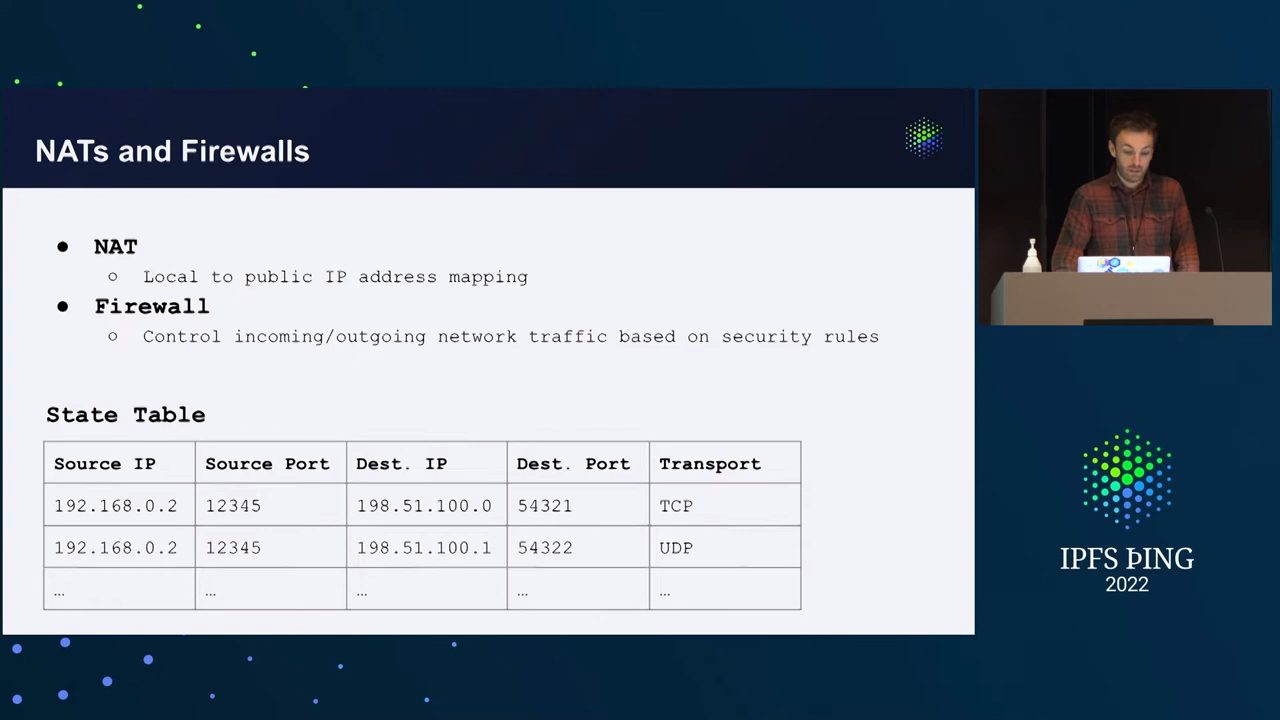 NATs and Firewalls
● NAT
○ Local to public IP address mapping
● Firewall
○ Control incoming/outgoing network traffic based on security rules
State Table
Source IP Source Port Dest. IP Dest. Port Transport
192.168.0.2 12345 198.51.100.0 54321 TCP
192.168.0.2 12345 198.51.100.1 54322 UDP
… … … … …
IPFS ÞING
2022